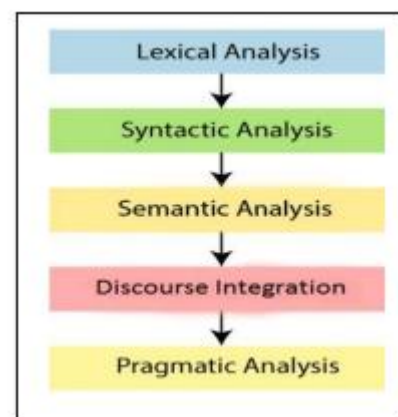 Lexical Analysis
Syntactic Analysis
Semantic Analysis
Discourse Integration
Pragmatic Analysis